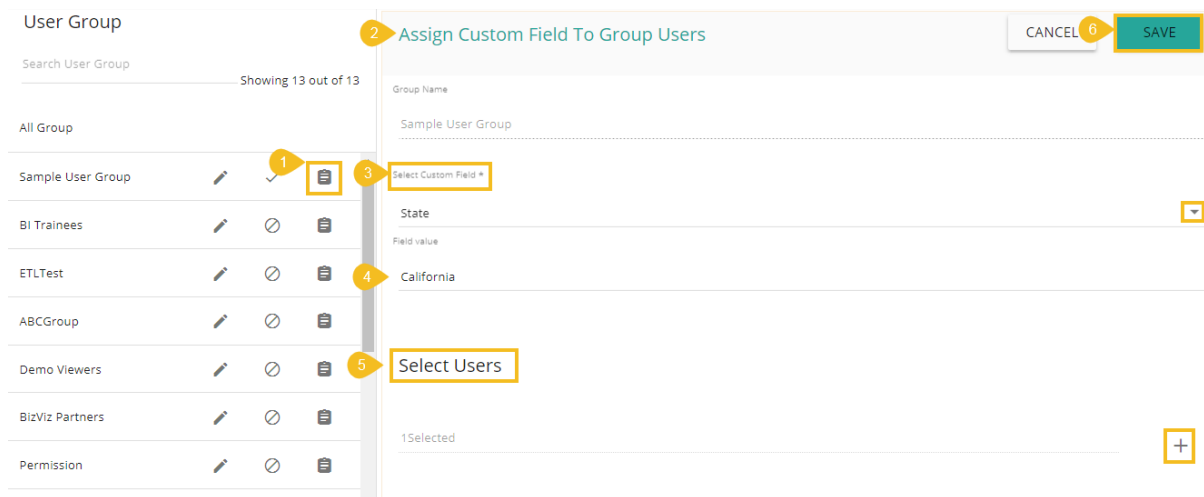 User Group
Search User Group
Showing 13 out of 13
All Group
1
Sample User Group
BI Trainees
ETLTest
ABCGroup
Demo Viewers
BizViz Partners
Permission
2 Assign Custom Field To Group Users
CANCEL
6 SAVE
Group Name
Sample User Group
3 Select Custom Field *
State
Field value
4 California
5 Select Users
1Selected